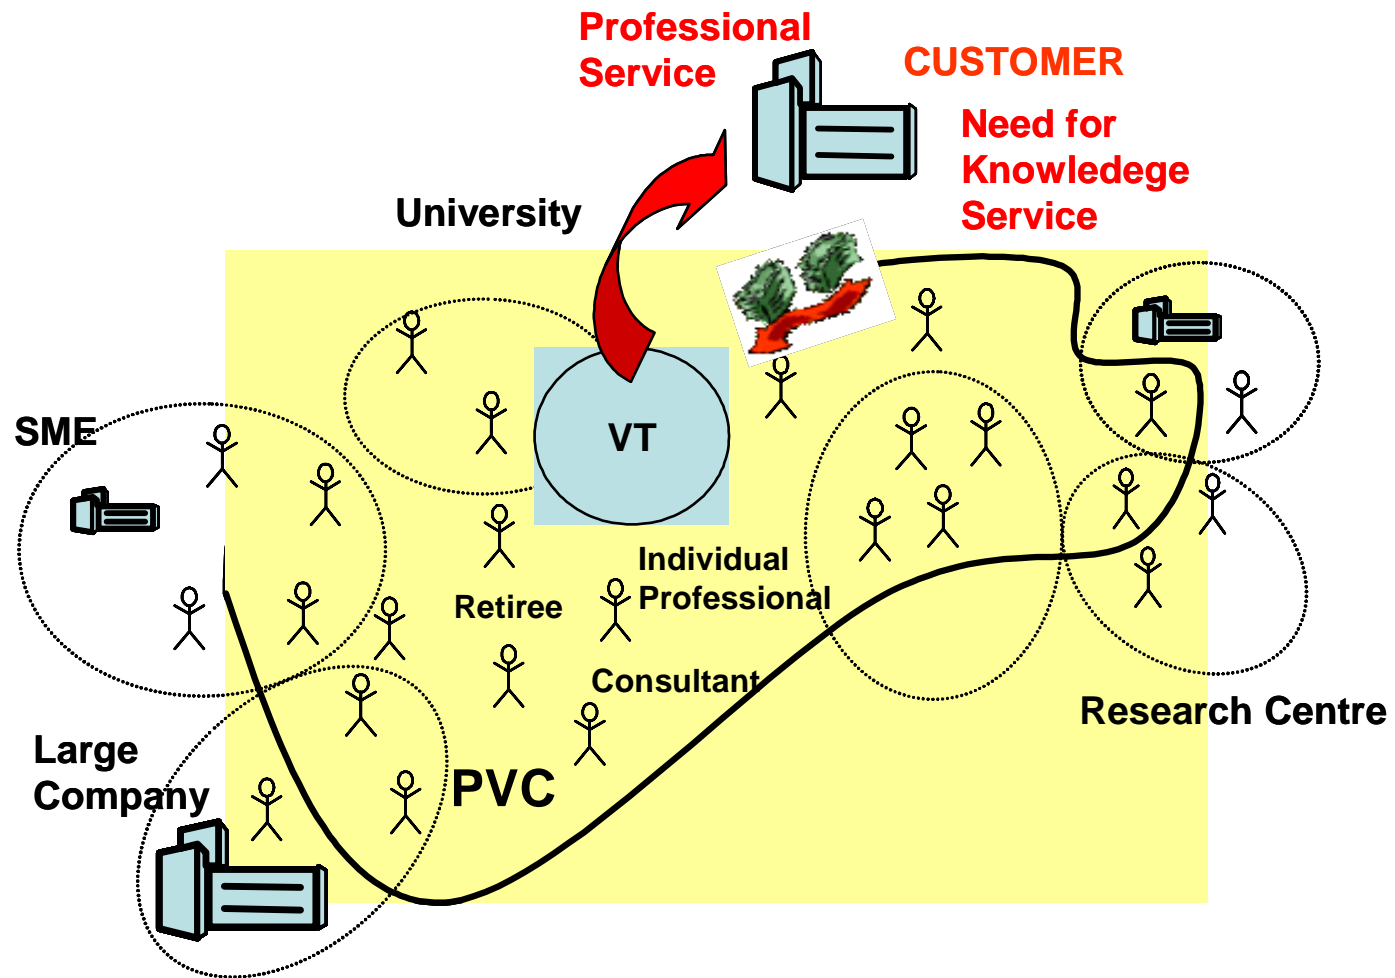 Professional
Service
CUSTOMER
Need for
Knowledege
Service
University
SME
VT
Individual
Professional
Retiree
Consultant
Research Centre
Large
Company
PVC